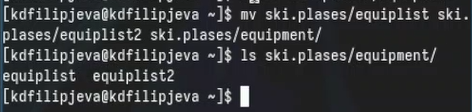 [kdfilipjeva@kdfilipjeva ~]$ mv ski.plases/equiplist ski.
plases/equiplist2 ski.plases/equipment/
[kdfilipjeva@kdfilipjeva ~]$ ls ski.plases/equipment/
equiplist  equiplist2
[kdfilipjeva@kdfilipjeva ~]$